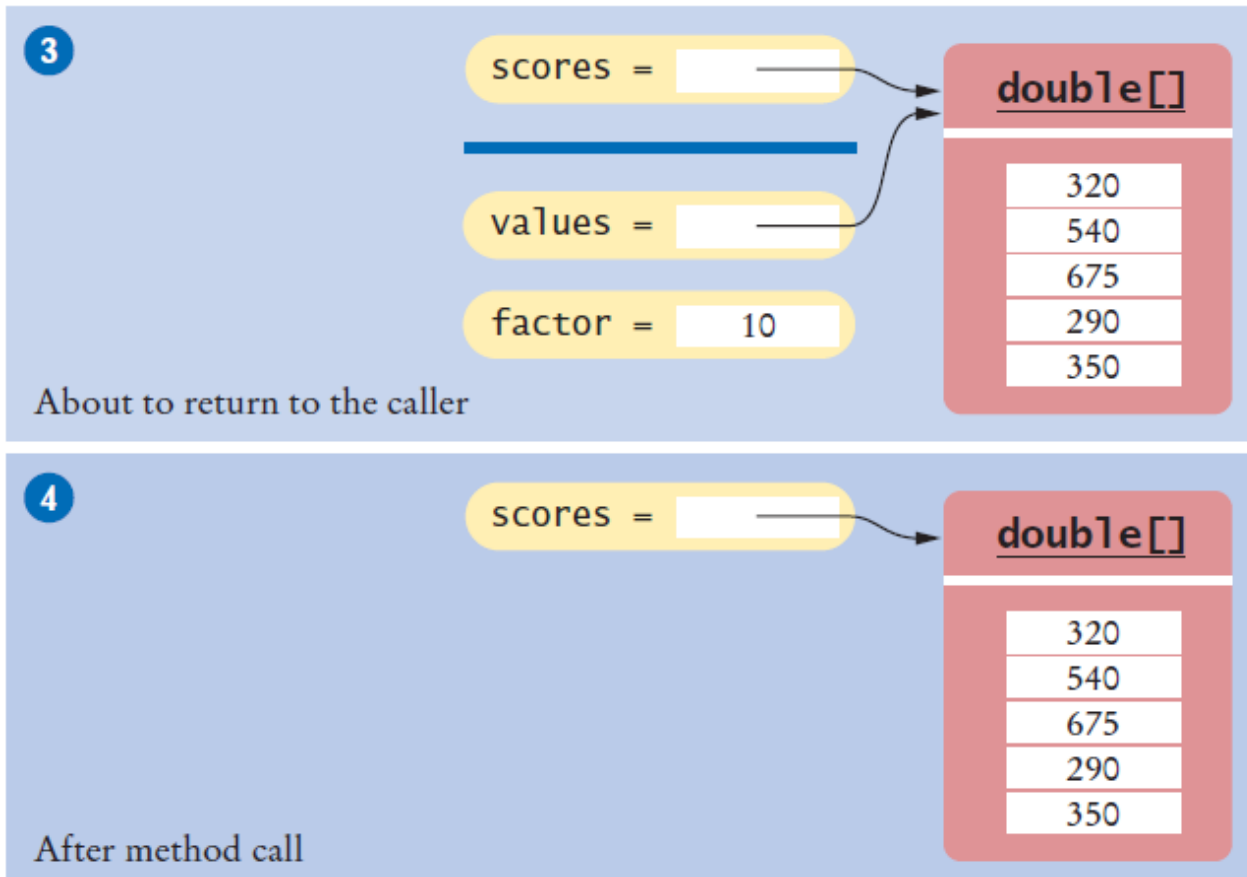 3
scores =
double[]
values =
factor = 10
320
540
675
290
350
About to return to the caller
4
scores =
double[]
320
540
675
290
350
After method call